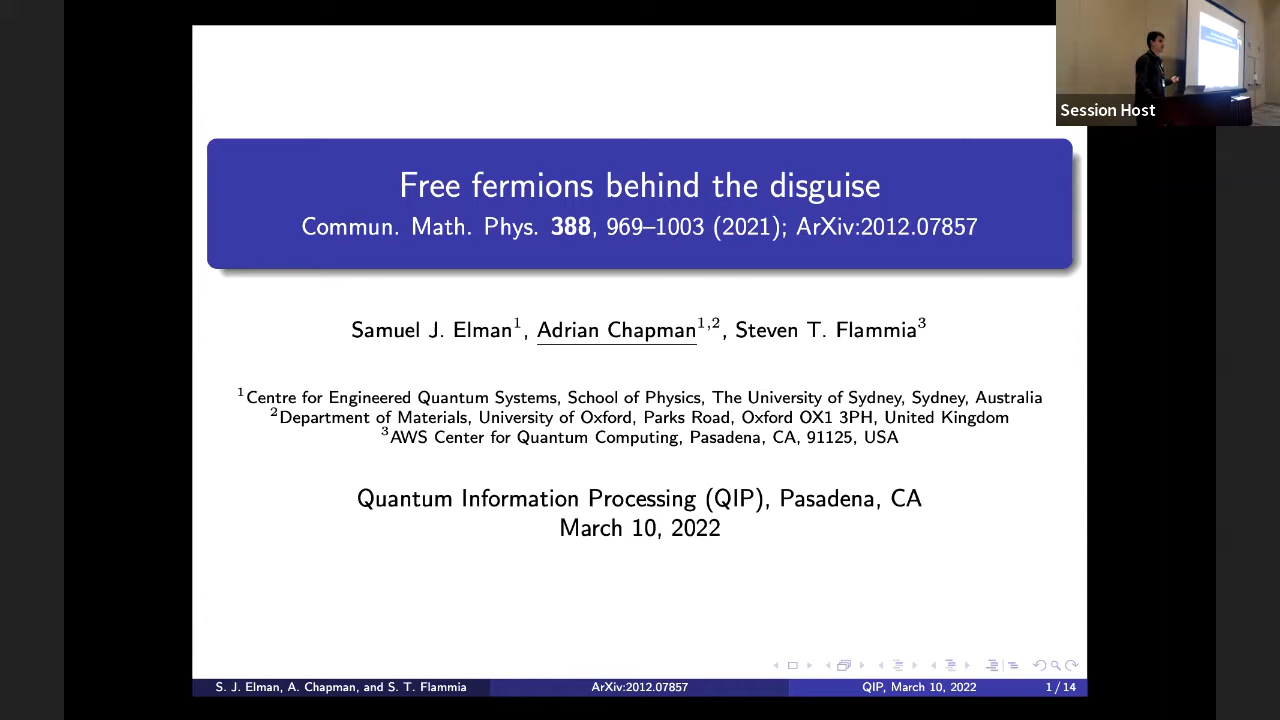 Session Host
Free fermions behind the disguise
Commun. Math. Phys. 388, 969–1003 (2021); ArXiv:2012.07857
Samuel J. Elman1, Adrian Chapman1,2, Steven T. Flammia3
1Centre for Engineered Quantum Systems, School of Physics, The University of Sydney, Sydney, Australia
2Department of Materials, University of Oxford, Parks Road, Oxford OX1 3PH, United Kingdom
3AWS Center for Quantum Computing, Pasadena, CA, 91125, USA
Quantum Information Processing (QIP), Pasadena, CA
March 10, 2022
S. J. Elman, A. Chapman, and S. T. Flammia ArXiv:2012.07857 QIP, March 10, 2022 1 / 14